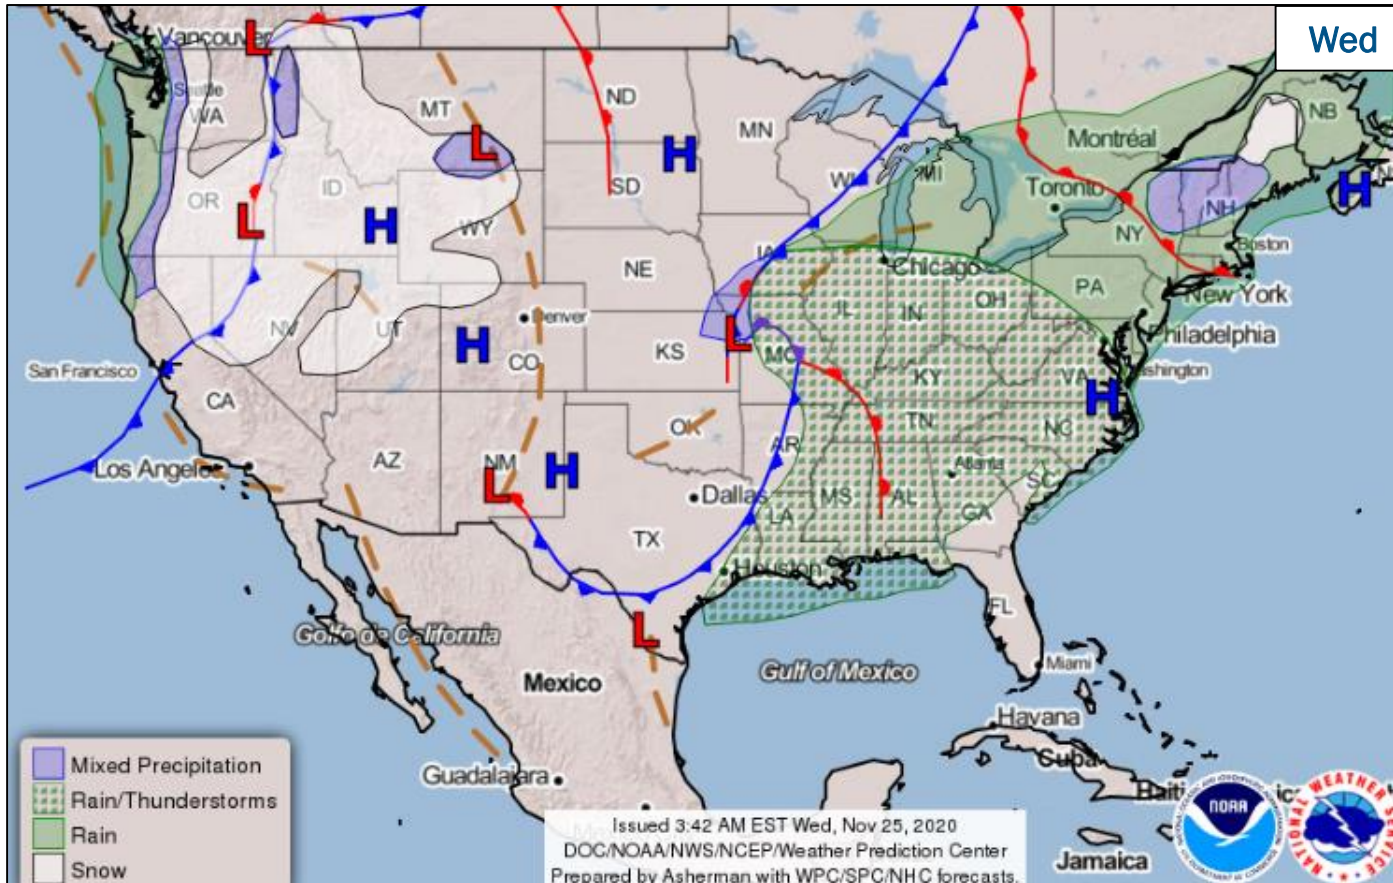 Wed
Vancouver
L
Seattle
WA
MT
ND
MN
Montréal
NB
L
H
H
OR
ID
SD
WI
MI
Toronto
NH
L
H
WY
NY
Boston
IA
NE
Chicago
PA
New York
Denver
IL
IN
OH
NV
UT
H
CO
KS
L
MO
Philadelphia
San Francisco
KY
VA
H
CA
TN
NC
OK
AR
Los Angeles
AZ
NM
H
Atlanta
L
Dallas
MS
AL
SC
LA
GA
TX
Houston
FL
L
Golfo de California
Mexico
Gulf of Mexico
Miami
Havana
Cuba
Guadalajara
Jamaica
Mixed Precipitation
Rain/Thunderstorms
Rain
Snow
Issued 3:42 AM EST Wed, Nov 25, 2020
DOC/NOAA/NWS/NCEP/Weather Prediction Center
Prepared by Asherman with WPC/SPC/NHC forecasts.
NOAA
NATIONAL WEATHER SERVICE